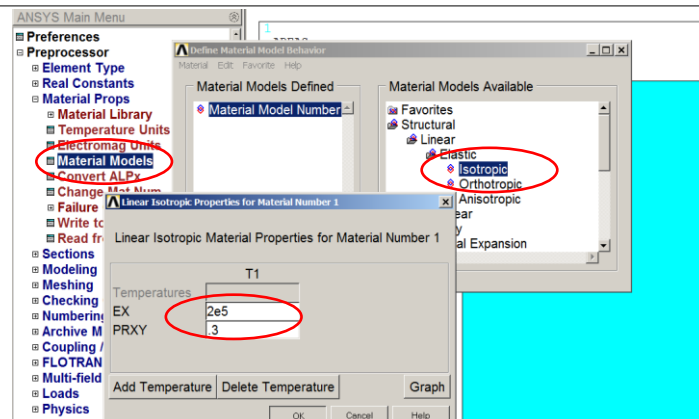 ANSYS Main Menu
Preferences
Preprocessor
Element Type
Real Constants
Material Props
Material Library
Temperature Units
Electromag Units
Material Models
Convert ALPx
Change Mat Num
Failure
Write to
Read fr
Sections
Modeling
Meshing
Checking
Numbering
Archive M
Coupling /
FLOTRAN
Multi-field
Loads
Physics
1
Define Material Model Behavior
Material Edit Favorite Help
Material Models Defined
Material Model Number
Material Models Available
Favorites
Structural
Linear
Elastic
Isotropic
Orthotropic
Anisotropic
ear
y
al Expansion
Linear Isotropic Properties for Material Number 1
Linear Isotropic Material Properties for Material Number 1
T1
Temperatures
EX 2e5
PRXY .3
Add Temperature Delete Temperature Graph
OK Cancel Help